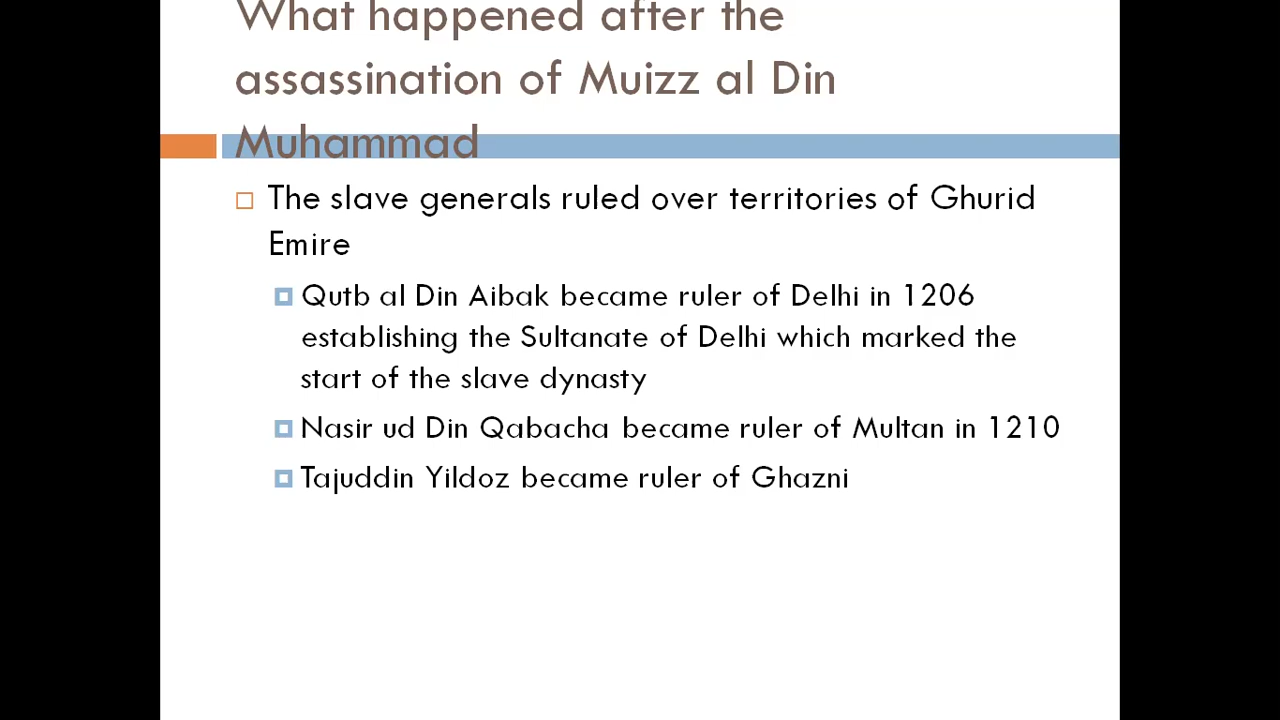 What happened after the
assassination of Muizz al Din
Muhammad
The slave generals ruled over territories of Ghurid
Emire
Qutb al Din Aibak became ruler of Delhi in 1206
establishing the Sultanate of Delhi which marked the
start of the slave dynasty
Nasir ud Din Qabacha became ruler of Multan in 1210
Tajuddin Yildoz became ruler of Ghazni